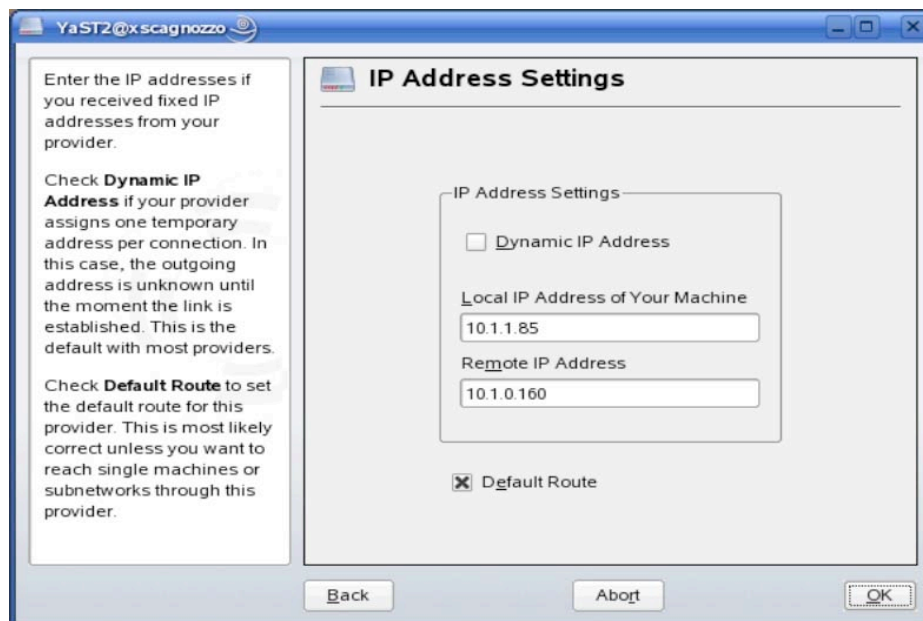 YaST2@xscagnozzo
Enter the IP addresses if
you received fixed IP
addresses from your
provider.
Check Dynamic IP
Address if your provider
assigns one temporary
address per connection. In
this case, the outgoing
address is unknown until
the moment the link is
established. This is the
default with most providers.
Check Default Route to set
the default route for this
provider. This is most likely
correct unless you want to
reach single machines or
subnetworks through this
provider.
IP Address Settings
IP Address Settings
Dynamic IP Address
Local IP Address of Your Machine
10.1.1.85
Remote IP Address
10.1.0.160
Default Route
Back
Abort
OK